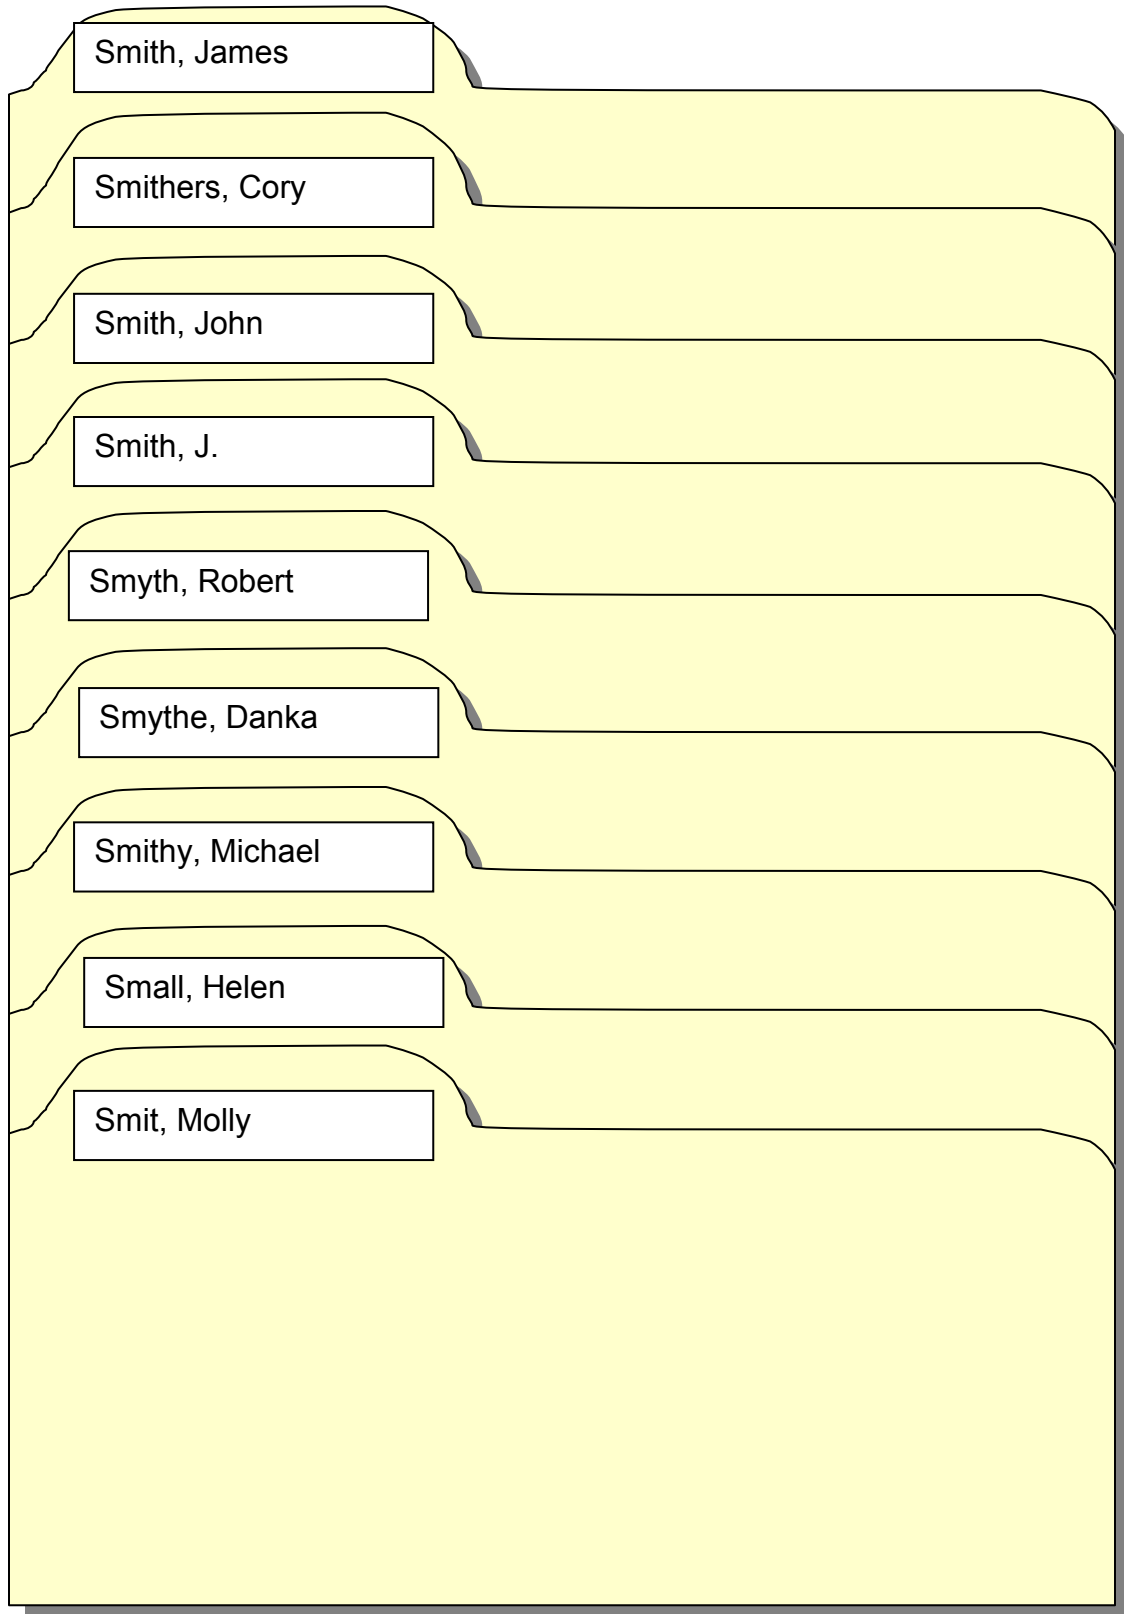 Smith, James
Smithers, Cory
Smith, John
Smith, J.
Smyth, Robert
Smythe, Danka
Smithy, Michael
Small, Helen
Smit, Molly